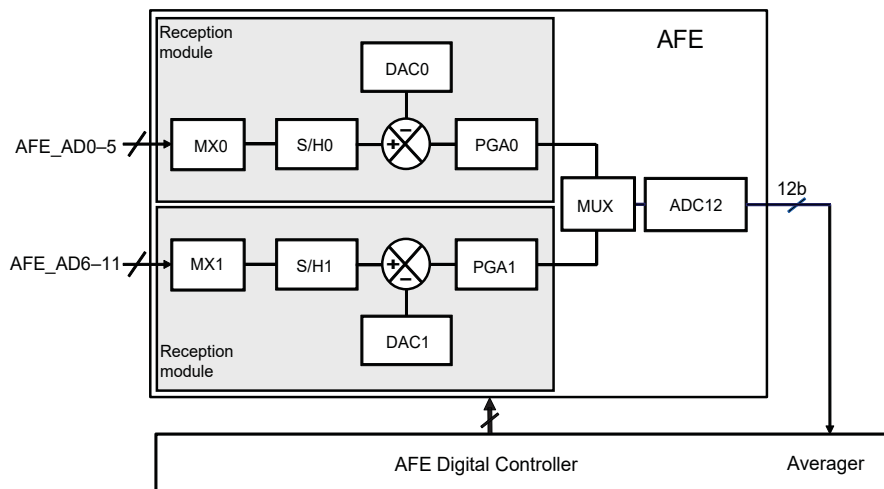 Reception
module
AFE
DAC0
AFE_AD0–5
MX0
S/H0
+
−
PGA0
MUX
ADC12
12b
AFE_AD6–11
MX1
S/H1
+
−
PGA1
DAC1
Reception
module
AFE Digital Controller
Averager